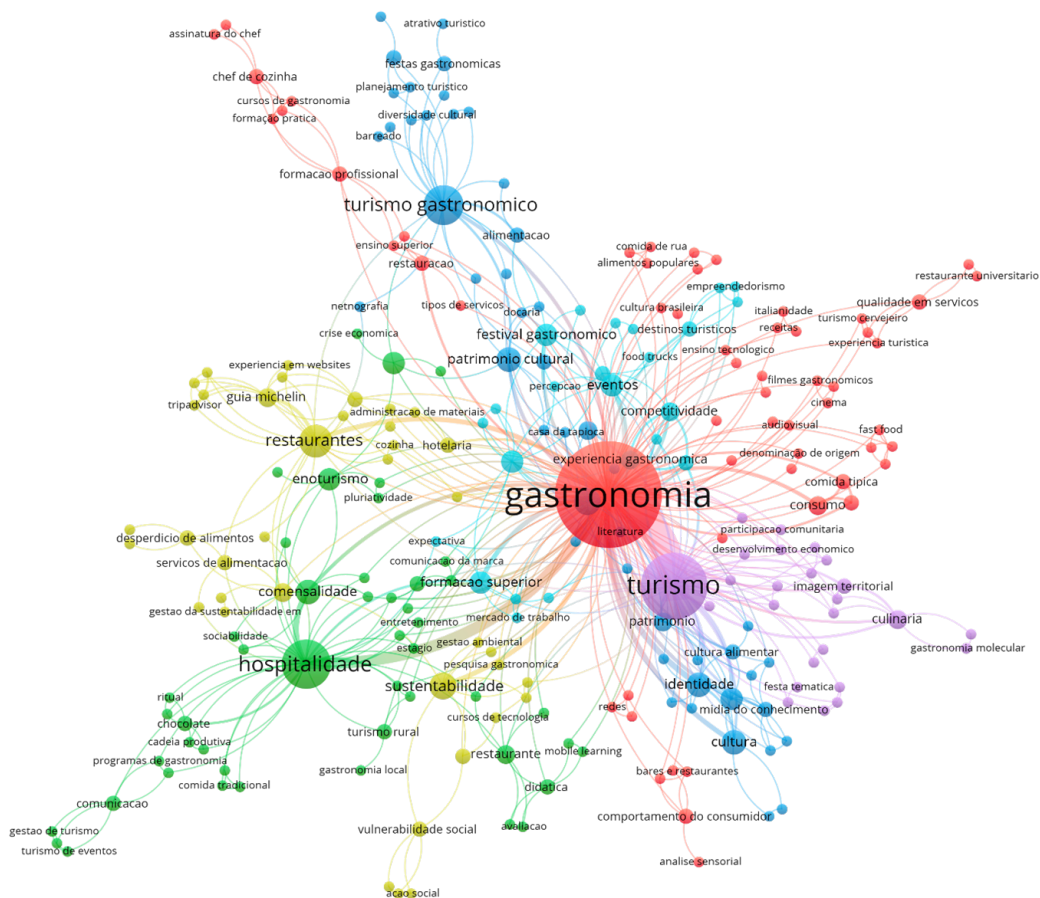 atrativo turistico
assinatura do chef
festas gastronomicas
chef de cozinha
planejamento turistico
cursos de gastronomia
diversidade cultural
formação pratica
barreado
formacao profissional
turismo gastronomico
alimentacao
ensino superior
comida de rua
restauracao
alimentos populares
restaurante universitario
empreendedorismo
qualidade em servicos
netnografia
tipos de servicos
docaria
cultura brasileira
italianidade
turismo cervejeiro
crise economica
festival gastronomico
destinos turisticos
receitas
experiencia turistica
patrimonio cultural
food trucks
ensino tecnologico
experiencia em websites
percepcao
eventos
filmes gastronomicos
guia michelin
tripadvisor
administracao de materiais
competitividade
cinema
restaurantes
cozinha
hotelaria
casa da tapioca
audiovisual
fast food
experiencia gastronomica
denominação de origem
enoturismo
pluriatividade
gastronomia
comida tipíca
consumo
literatura
participacao comunitaria
desperdicio de alimentos
expectativa
desenvolvimento economico
servicos de alimentacao
comunicacao da marca
formacao superior
turismo
imagem territorial
comensalidade
gestao da sustentabilidade em
entretenimento
mercado de trabalho
patrimonio
culinaria
sociabilidade
estagio
gestao ambiental
cultura alimentar
gastronomia molecular
hospitalidade
pesquisa gastronomica
sustentabilidade
identidade
festa tematica
ritual
redes
midia do conhecimento
chocolate
cursos de tecnologia
cadeia produtiva
turismo rural
cultura
programas de gastronomia
restaurante
mobile learning
gastronomia local
bares e restaurantes
comida tradicional
didatica
comunicacao
comportamento do consumidor
gestao de turismo
vulnerabilidade social
avaliacao
turismo de eventos
analise sensorial
acao social